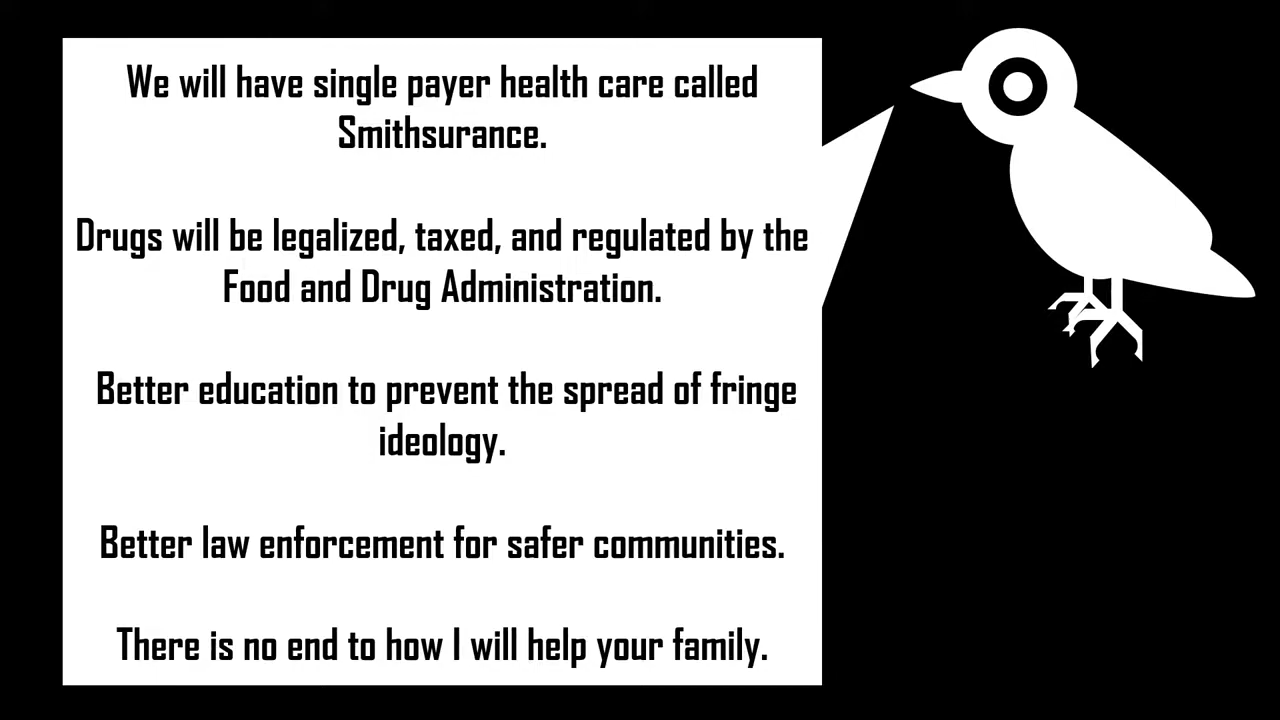 We will have single payer health care called
Smithsurance.
Drugs will be legalized, taxed, and regulated by the
Food and Drug Administration.
Better education to prevent the spread of fringe
ideology.
Better law enforcement for safer communities.
There is no end to how I will help your family.